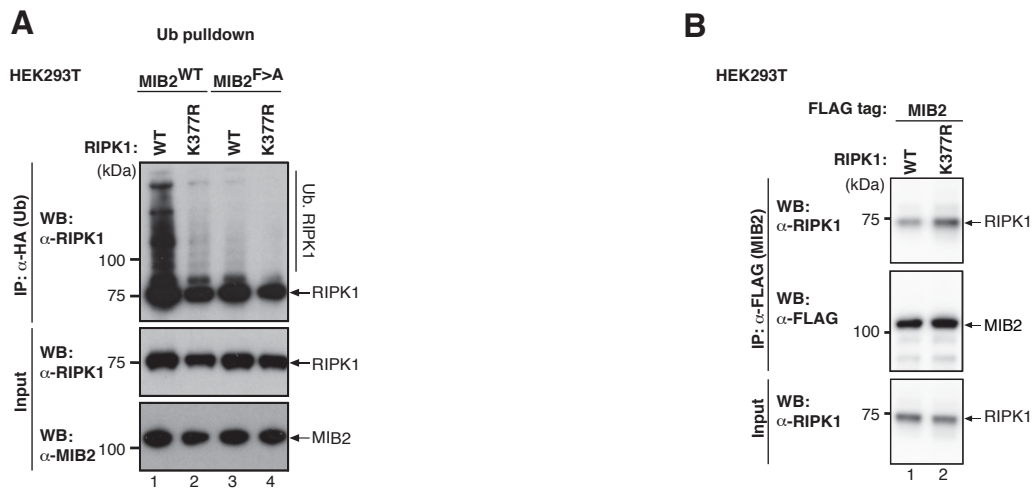 A
Ub pulldown
HEK293T
MIB2WT MIB2F>A
RIPK1: WT K377R WT K377R
(kDa)
IP: α-HA (Ub)
WB:
α-RIPK1
100
75
Ub. RIPK1
RIPK1
Input
WB:
α-RIPK1
75
RIPK1
WB:
α-MIB2
100
MIB2
1 2 3 4
B
HEK293T
FLAG tag: MIB2
RIPK1: WT K377R
(kDa)
IP: α-FLAG (MIB2)
WB:
α-RIPK1
75
RIPK1
WB:
α-FLAG
100
MIB2
Input
WB:
α-RIPK1
75
RIPK1
1 2